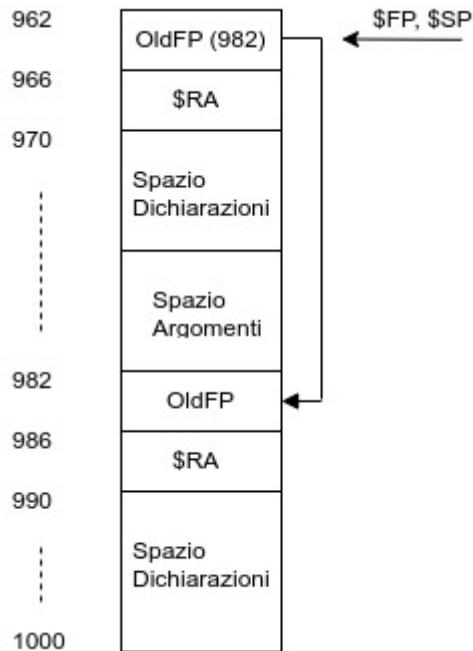 962
OldFP (982)
$FP, $SP
966
$RA
970
Spazio
Dichiarazioni
Spazio
Argomenti
982
OldFP
986
$RA
990
Spazio
Dichiarazioni
1000